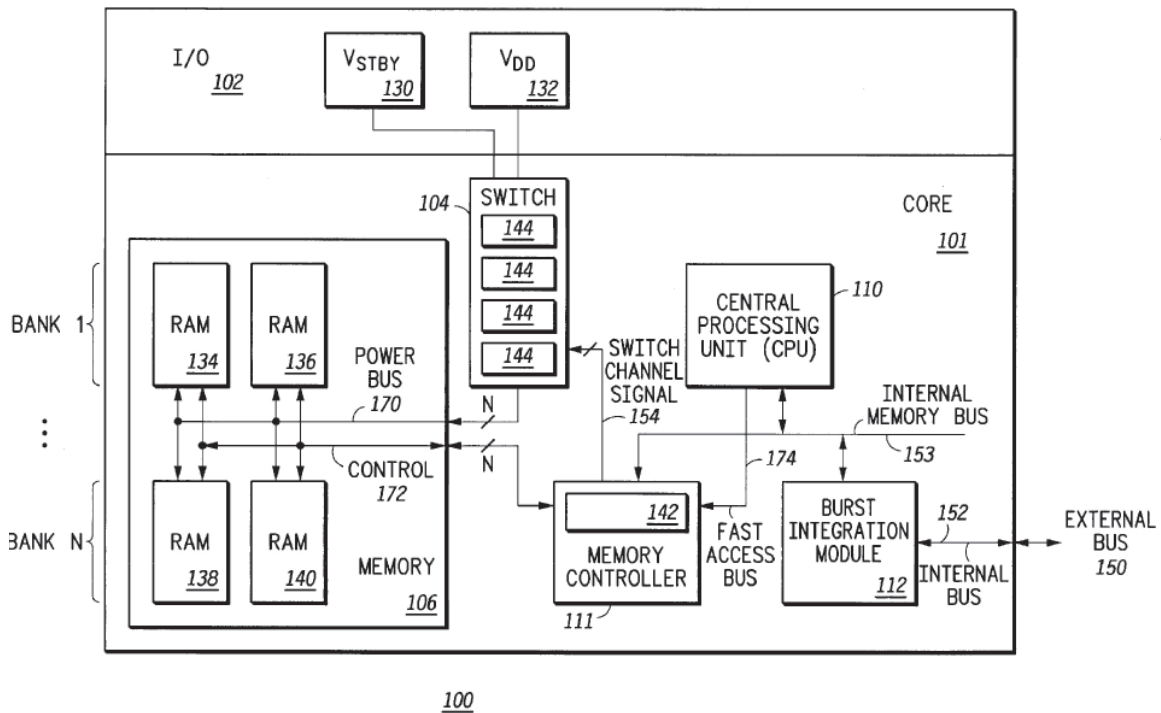 I/O
102
VSTBY
130
VDD
132
SWITCH
104
144
144
144
144
CORE
101
BANK 1
RAM
134
RAM
136
CENTRAL
PROCESSING
UNIT (CPU)
110
POWER
BUS
170
N
SWITCH
CHANNEL
SIGNAL
154
INTERNAL
MEMORY BUS
153
...
CONTROL
172
N
174
BANK N
RAM
138
RAM
140
MEMORY
106
142
MEMORY
CONTROLLER
111
FAST
ACCESS
BUS
BURST
INTEGRATION
MODULE
112
152
INTERNAL
BUS
EXTERNAL
BUS
150
100